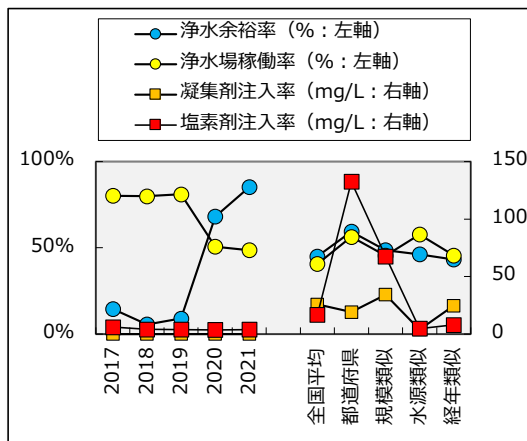 浄水余裕率（%：左軸）
浄水場稼働率（%：左軸）
凝集剤注入率（mg/L：右軸）
塩素剤注入率（mg/L：右軸）
100%
50%
0%
150
100
50
0
2017
2018
2019
2020
2021
全国平均
都道府県
規模類似
水源類似
経年類似